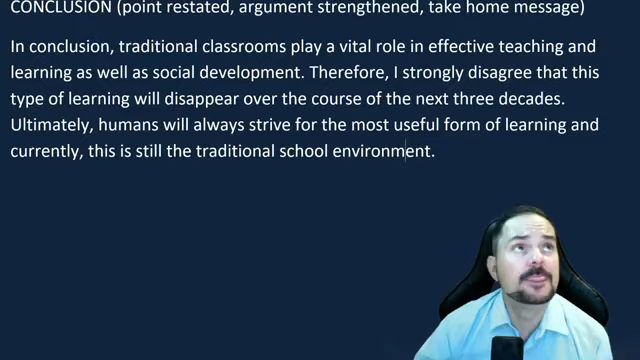 CONCLUSION (point restated, argument strengthened, take home message)
In conclusion, traditional classrooms play a vital role in effective teaching and
learning as well as social development. Therefore, I strongly disagree that this
type of learning will disappear over the course of the next three decades.
Ultimately, humans will always strive for the most useful form of learning and
currently, this is still the traditional school environment.